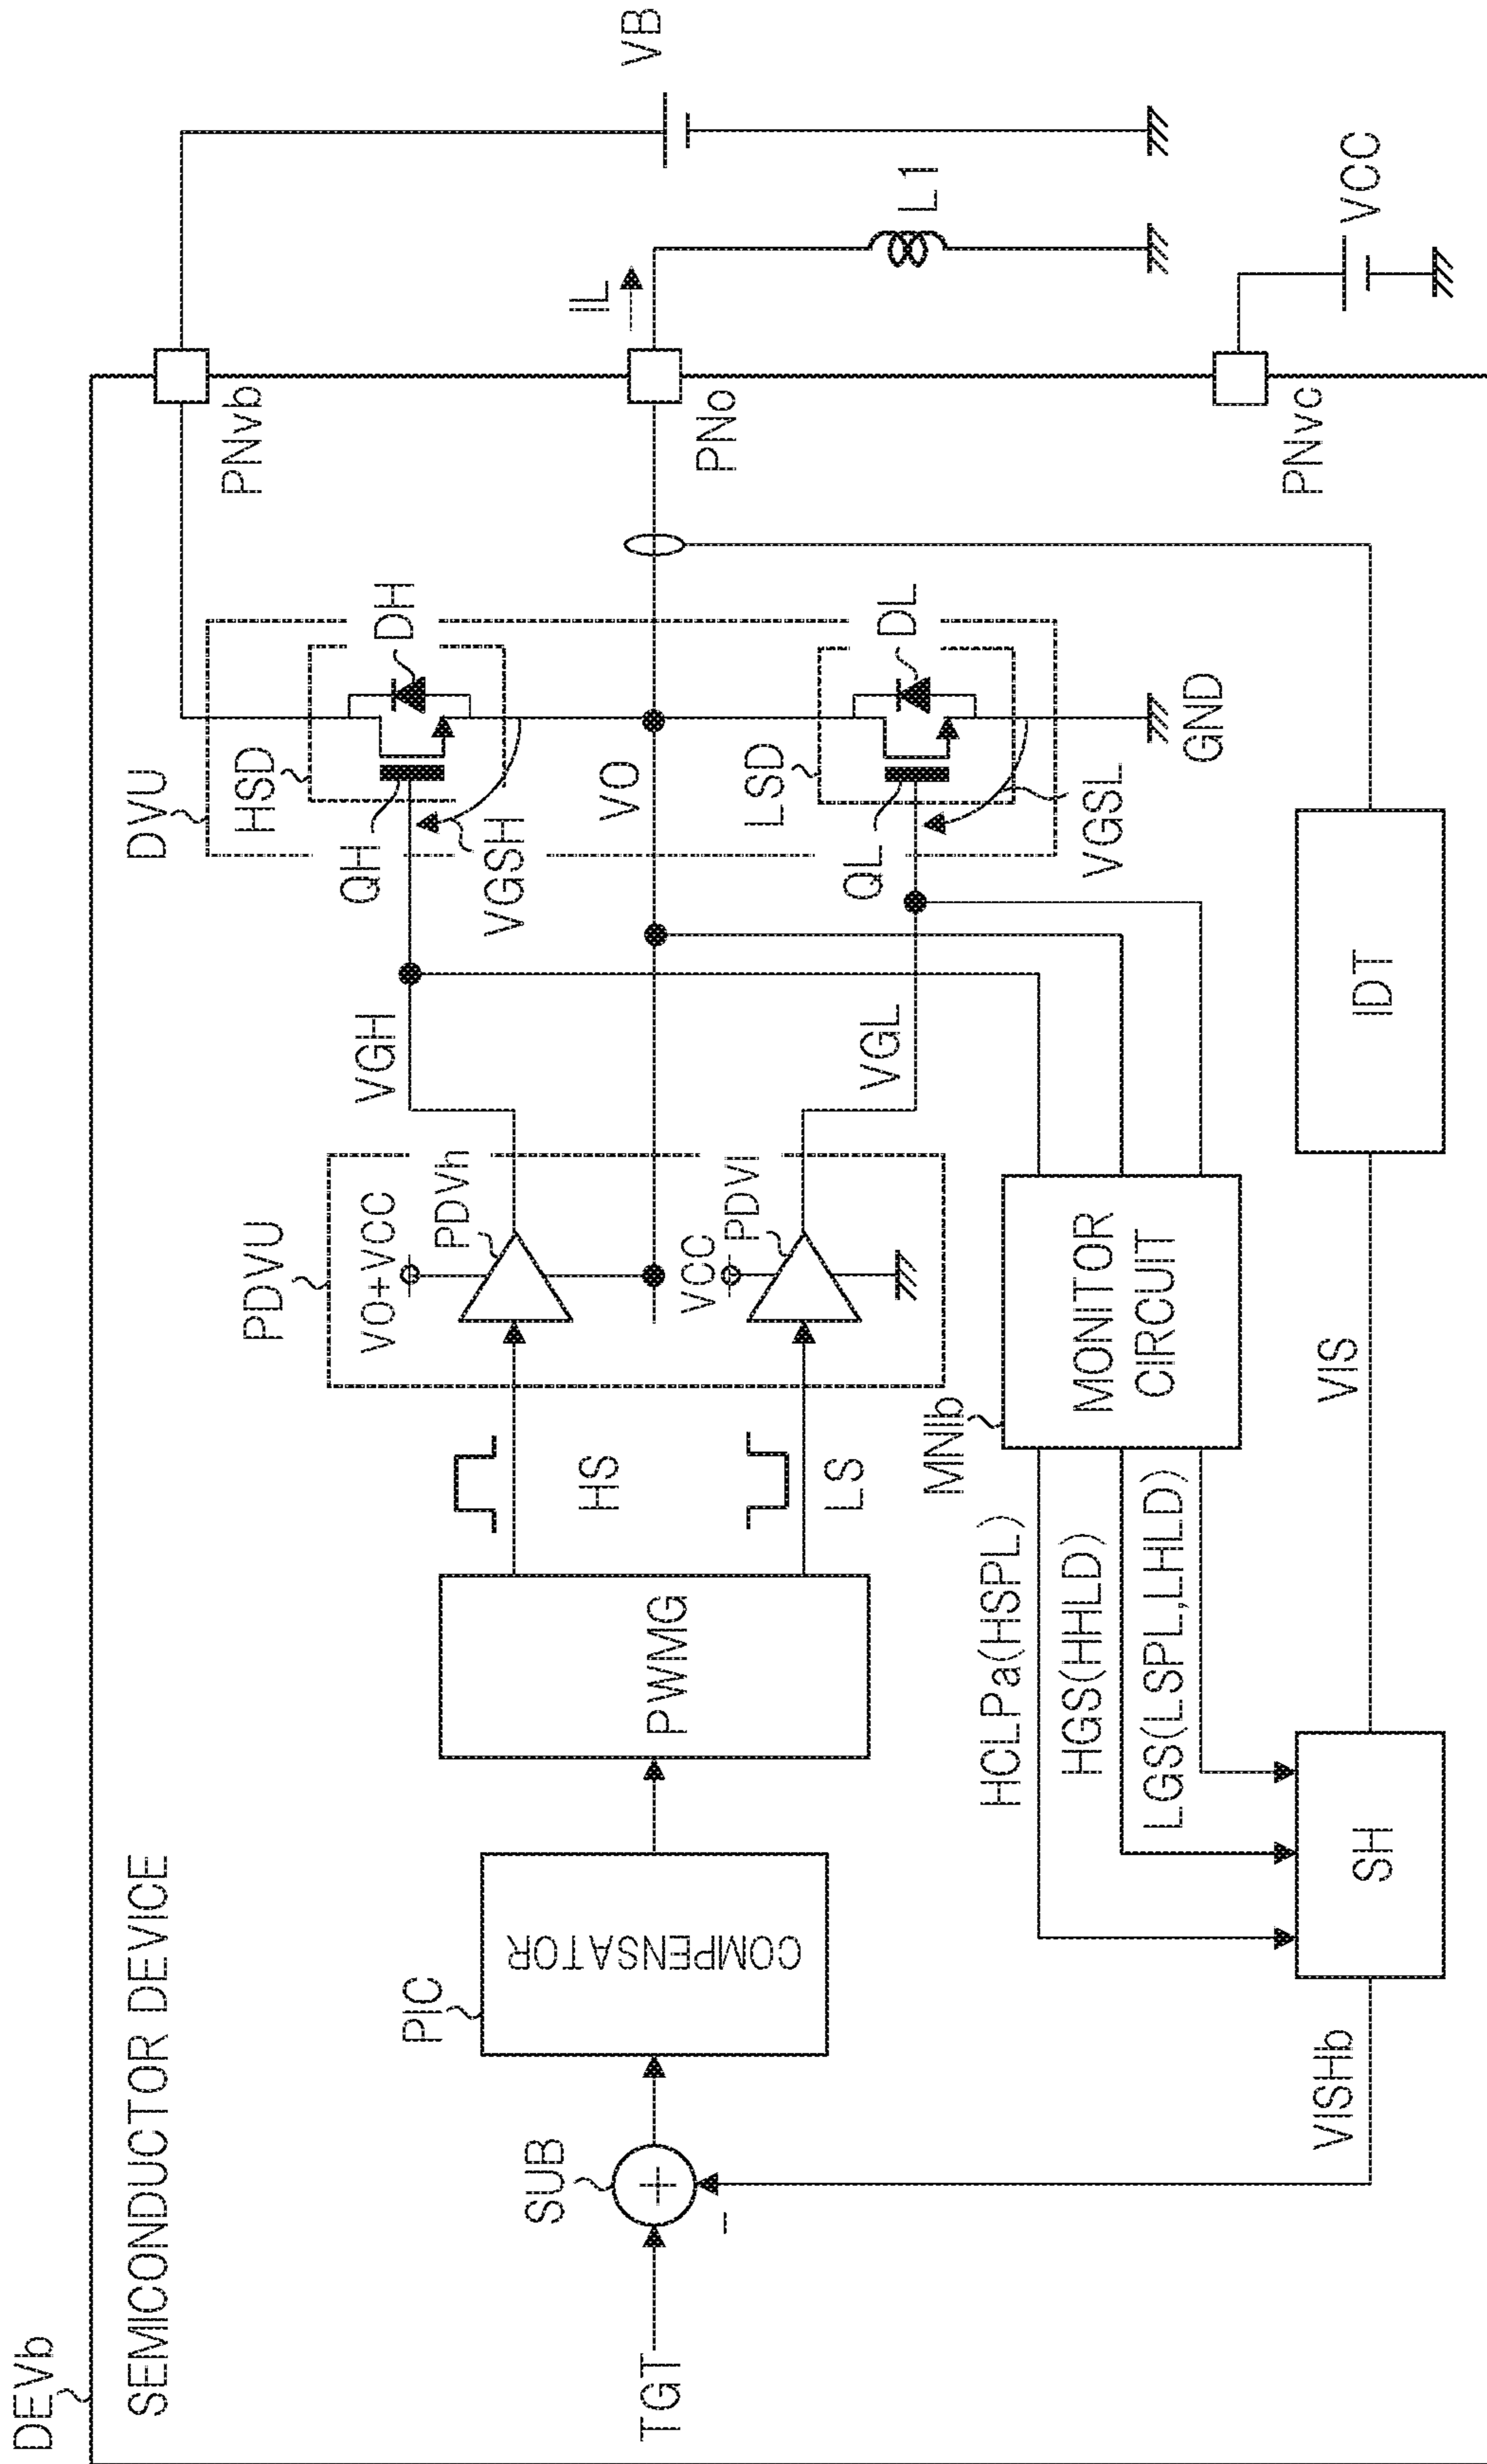 DEVb
SEMICONDUCTOR DEVICE
TGT
SUB
-
+
PIC
COMPENSATOR
PWMG
HS
LS
PDVU
VO+VCC
PDVh
VCC
PDVl
VGH
VGL
DVU
HSD
QH
DH
VGSH
VO
LSD
QL
DL
VGSL
GND
PNvb
PNo
PNvc
IL
L1
VB
VCC
MNIb
MONITOR
CIRCUIT
HCLPa(HSPL)
HGS(HHLD)
LGS(LSPL,LHLD)
SH
IDT
VIS
VISHb